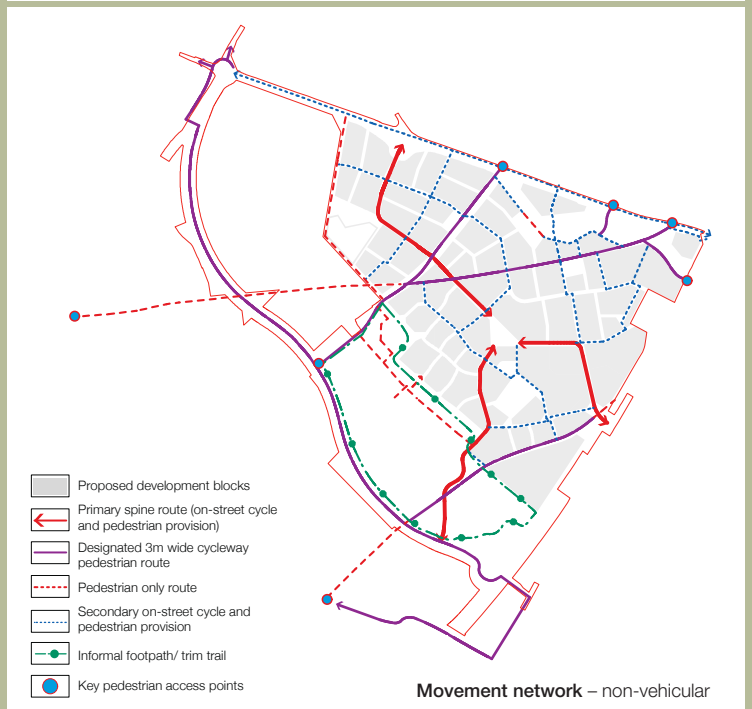 Proposed development blocks
Primary spine route (on-street cycle
and pedestrian provision)
Designated 3m wide cycleway
pedestrian route
Pedestrian only route
Secondary on-street cycle and
pedestrian provision
Informal footpath/ trim trail
Key pedestrian access points
Movement network – non-vehicular